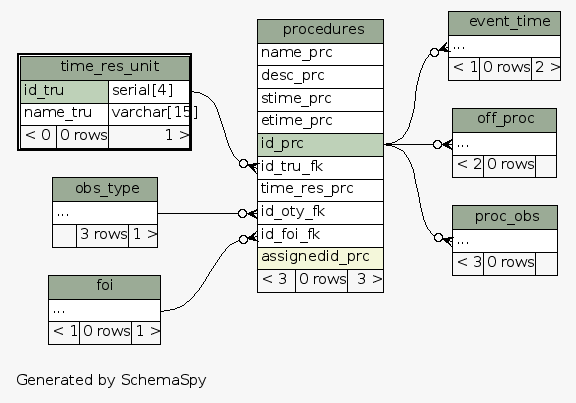 time_res_unit
id_tru serial[4]
name_tru varchar[15]
< 0 0 rows 1 >
obs_type
...
3 rows 1 >
foi
...
< 1 0 rows 1 >
procedures
name_prc
desc_prc
stime_prc
etime_prc
id_prc
id_tru_fk
time_res_prc
id_oty_fk
id_foi_fk
assignedid_prc
< 3 0 rows 3 >
event_time
...
< 1 0 rows 2 >
off_proc
...
< 2 0 rows
proc_obs
...
< 3 0 rows
Generated by SchemaSpy